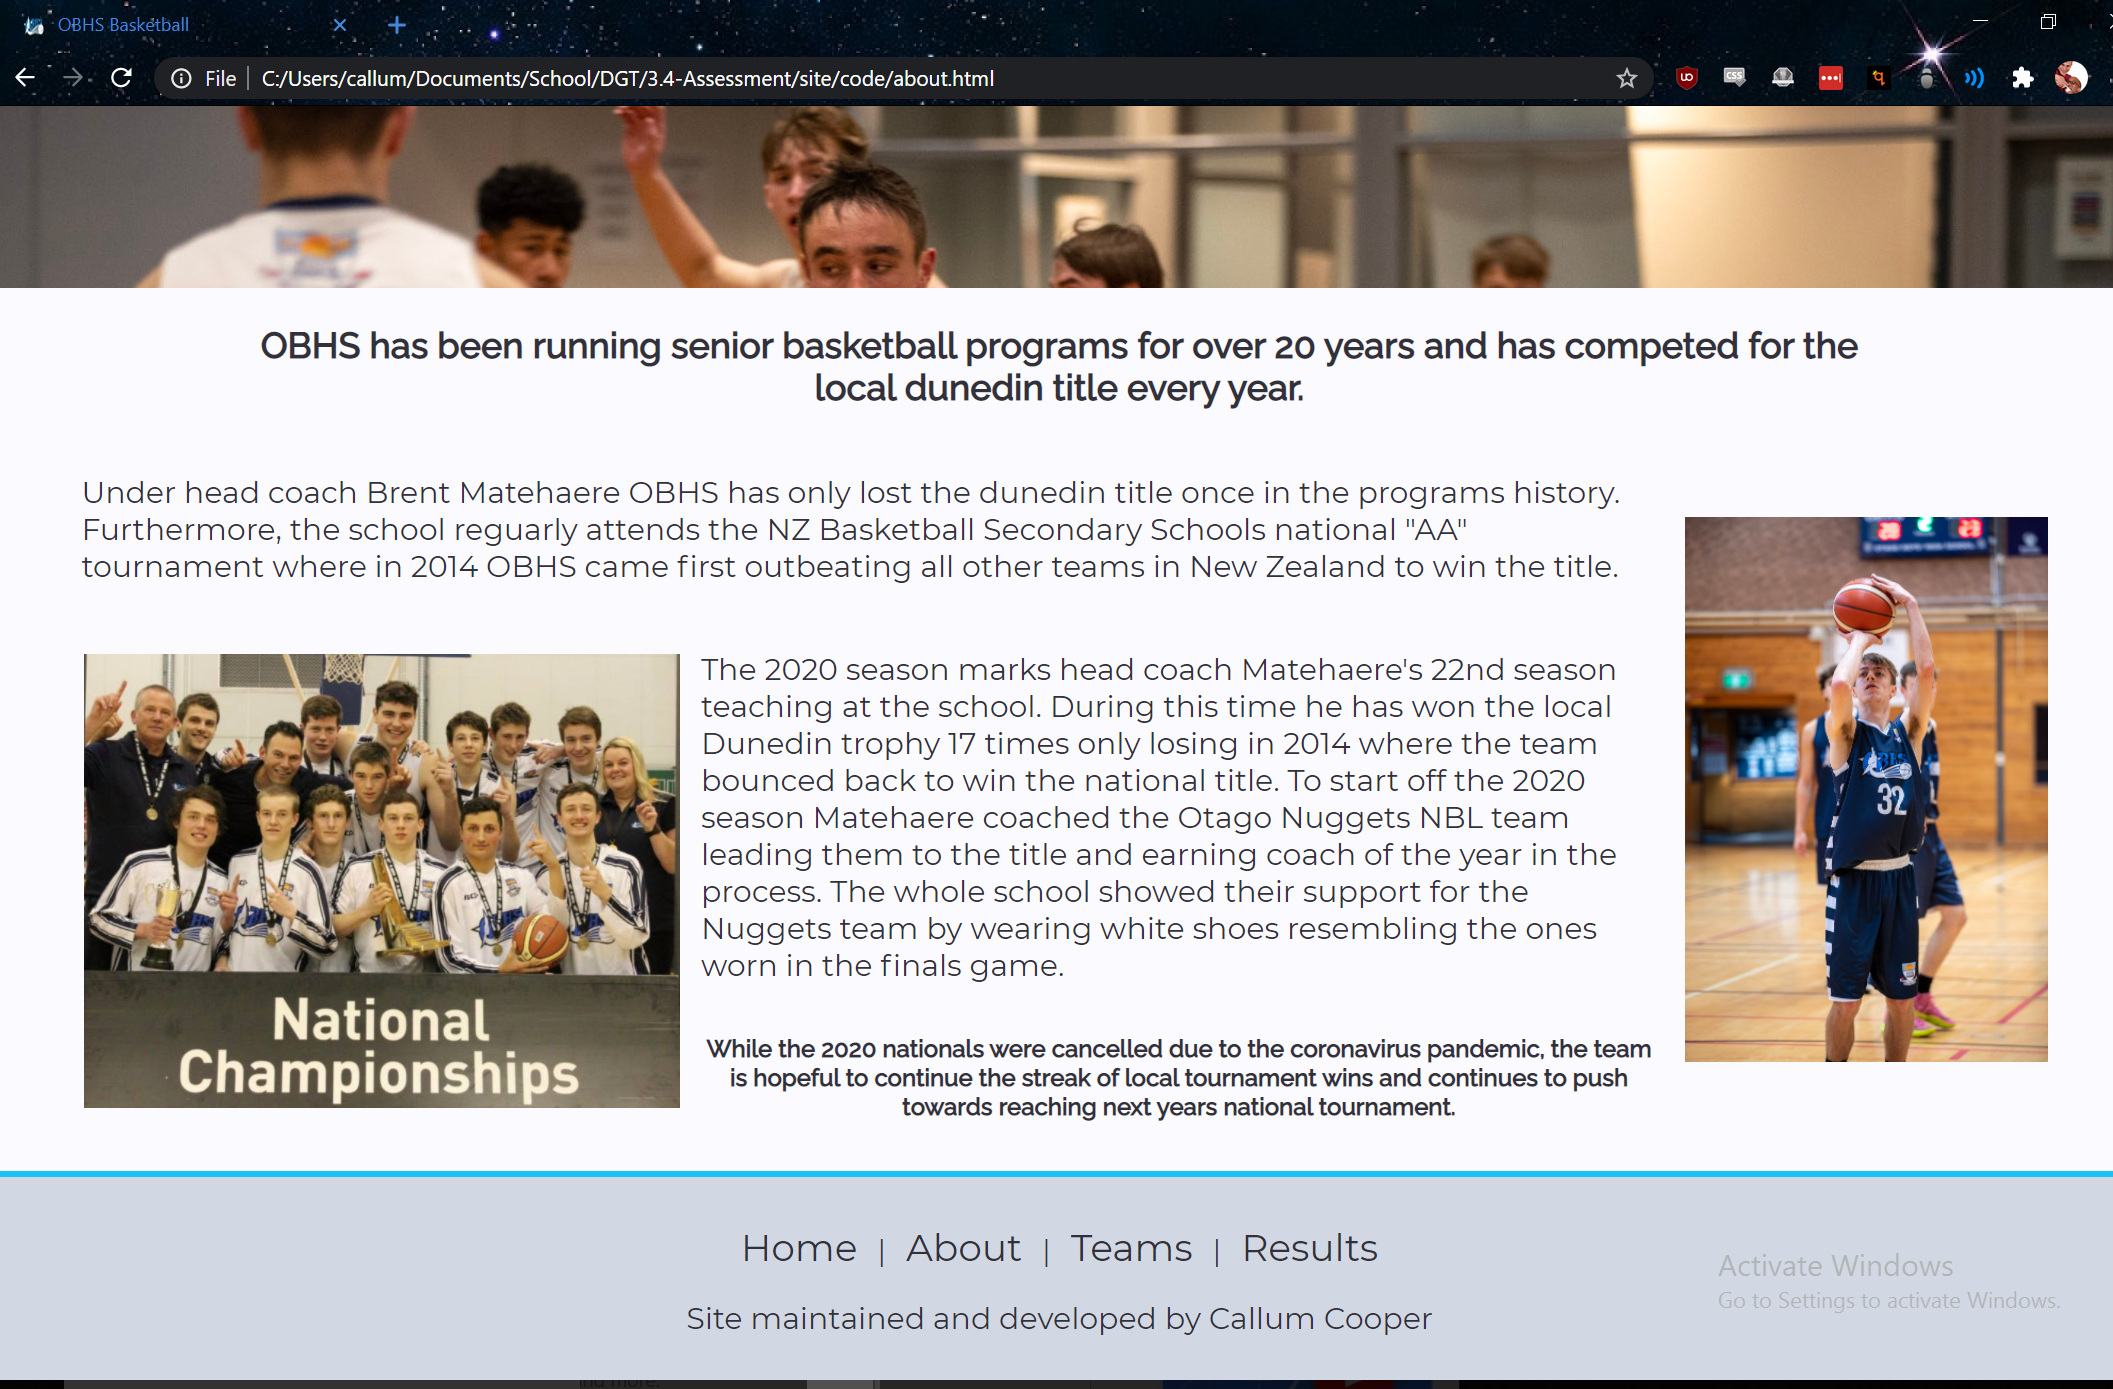 OBHS Basketball
File
C:/Users/callum/Documents/School/DGT/3.4-Assessment/site/code/about.html
OBHS has been running senior basketball programs for over 20 years and has competed for the
local dunedin title every year.
Under head coach Brent Matehaere OBHS has only lost the dunedin title once in the programs history.
Furthermore, the school reguarly attends the NZ Basketball Secondary Schools national "AA"
tournament where in 2014 OBHS came first outbeating all other teams in New Zealand to win the title.
The 2020 season marks head coach Matehaere's 22nd season
teaching at the school. During this time he has won the local
Dunedin trophy 17 times only losing in 2014 where the team
bounced back to win the national title. To start off the 2020
season Matehaere coached the Otago Nuggets NBL team
leading them to the title and earning coach of the year in the
process. The whole school showed their support for the
Nuggets team by wearing white shoes resembling the ones
worn in the finals game.
National
Championships
32
While the 2020 nationals were cancelled due to the coronavirus pandemic, the team
is hopeful to continue the streak of local tournament wins and continues to push
towards reaching next years national tournament.
Home | About | Teams | Results
Site maintained and developed by Callum Cooper
Activate Windows
Go to Settings to activate Windows.